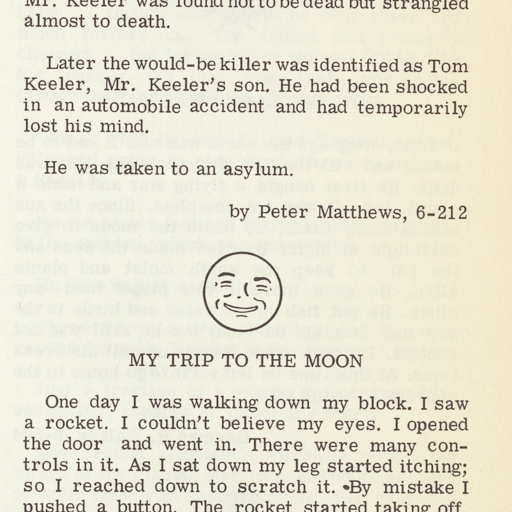 Mr. Keeler was found not to be dead but strangled
almost to death.
Later the would-be killer was identified as Tom
Keeler, Mr. Keeler's son. He had been shocked
in an automobile accident and had temporarily
lost his mind.
He was taken to an asylum.
by Peter Matthews, 6-212
MY TRIP TO THE MOON
One day I was walking down my block. I saw
a rocket. I couldn't believe my eyes. I opened
the door and went in. There were many con-
trols in it. As I sat down my leg started itching;
so I reached down to scratch it. By mistake I
pushed a button. The rocket started taking off.